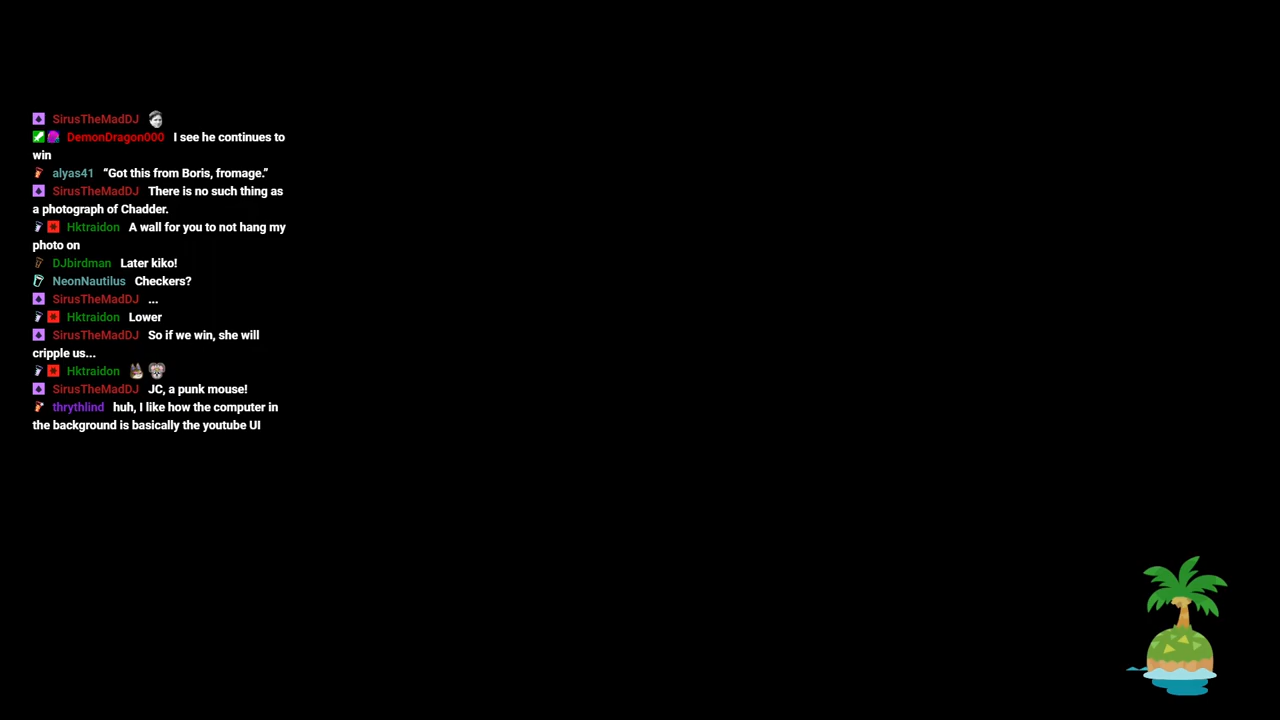 SirusTheMadDJ
DemonDragon000 I see he continues to
win
alyas41 “Got this from Boris, fromage.”
SirusTheMadDJ There is no such thing as
a photograph of Chadder.
Hktraidon A wall for you to not hang my
photo on
DJbirdman Later kiko!
NeonNautilus Checkers?
SirusTheMadDJ ...
Hktraidon Lower
SirusTheMadDJ So if we win, she will
cripple us...
Hktraidon
SirusTheMadDJ JC, a punk mouse!
thrythlind huh, I like how the computer in
the background is basically the youtube UI